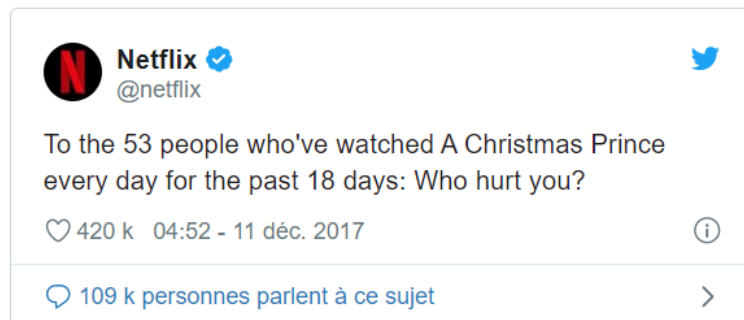 Netflix
@netflix
To the 53 people who've watched A Christmas Prince
every day for the past 18 days: Who hurt you?
420 k 04:52 - 11 déc. 2017
109 k personnes parlent à ce sujet